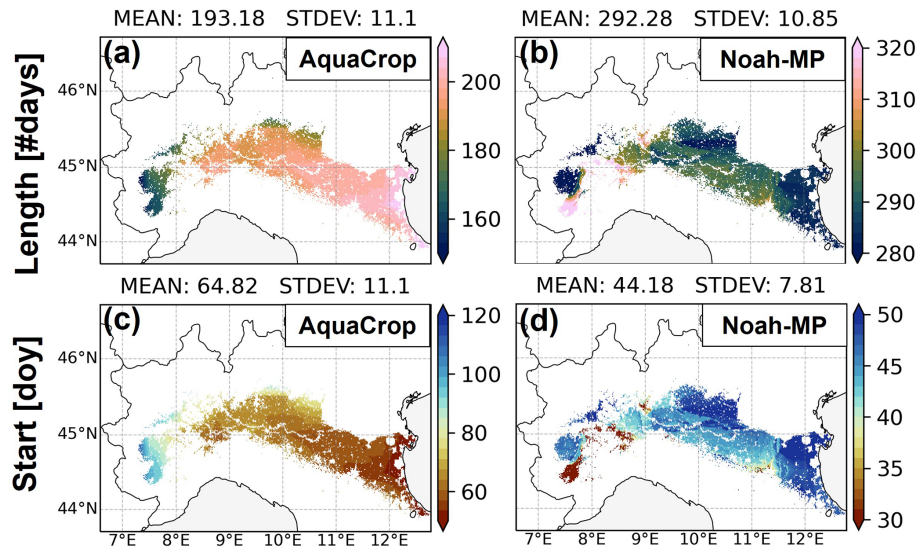 MEAN: 193.18 STDEV: 11.1
MEAN: 292.28 STDEV: 10.85
(a) AquaCrop
(b) Noah-MP
Length [#days]
46°N
45°N
44°N
200
180
160
320
310
300
290
280
MEAN: 64.82 STDEV: 11.1
MEAN: 44.18 STDEV: 7.81
(c) AquaCrop
(d) Noah-MP
Start [doy]
46°N
45°N
44°N
120
100
80
60
50
45
40
35
30
7°E 8°E 9°E 10°E 11°E 12°E
7°E 8°E 9°E 10°E 11°E 12°E